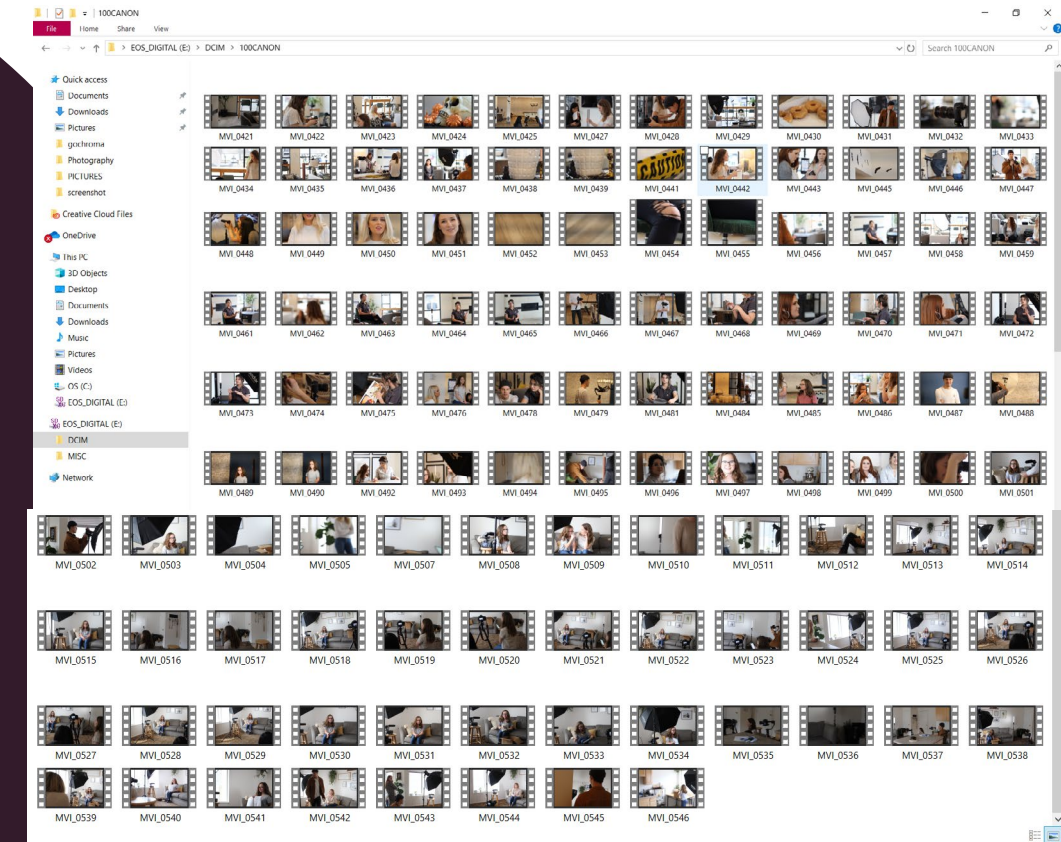 100CANON
File Home Share View
EOS_DIGITAL (E:) > DCIM > 100CANON
Search 100CANON
Quick access
Documents
Downloads
Pictures
gochroma
Photography
PICTURES
screenshot
Creative Cloud Files
OneDrive
This PC
3D Objects
Desktop
Documents
Downloads
Music
Pictures
Videos
OS (C:)
EOS_DIGITAL (E:)
EOS_DIGITAL (E:)
DCIM
MISC
Network
MVI_0421 MVI_0422 MVI_0423 MVI_0424 MVI_0425 MVI_0427 MVI_0428 MVI_0429 MVI_0430 MVI_0431 MVI_0432 MVI_0433
CAUTIO
MVI_0434 MVI_0435 MVI_0436 MVI_0437 MVI_0438 MVI_0439 MVI_0441 MVI_0442 MVI_0443 MVI_0445 MVI_0446 MVI_0447
MVI_0448 MVI_0449 MVI_0450 MVI_0451 MVI_0452 MVI_0453 MVI_0454 MVI_0455 MVI_0456 MVI_0457 MVI_0458 MVI_0459
MVI_0461 MVI_0462 MVI_0463 MVI_0464 MVI_0465 MVI_0466 MVI_0467 MVI_0468 MVI_0469 MVI_0470 MVI_0471 MVI_0472
MVI_0473 MVI_0474 MVI_0475 MVI_0476 MVI_0478 MVI_0479 MVI_0481 MVI_0484 MVI_0485 MVI_0486 MVI_0487 MVI_0488
MVI_0489 MVI_0490 MVI_0492 MVI_0493 MVI_0494 MVI_0495 MVI_0496 MVI_0497 MVI_0498 MVI_0499 MVI_0500 MVI_0501
MVI_0502 MVI_0503 MVI_0504 MVI_0505 MVI_0507 MVI_0508 MVI_0509 MVI_0510 MVI_0511 MVI_0512 MVI_0513 MVI_0514
MVI_0515 MVI_0516 MVI_0517 MVI_0518 MVI_0519 MVI_0520 MVI_0521 MVI_0522 MVI_0523 MVI_0524 MVI_0525 MVI_0526
MVI_0527 MVI_0528 MVI_0529 MVI_0530 MVI_0531 MVI_0532 MVI_0533 MVI_0534 MVI_0535 MVI_0536 MVI_0537 MVI_0538
MVI_0539 MVI_0540 MVI_0541 MVI_0542 MVI_0543 MVI_0544 MVI_0545 MVI_0546